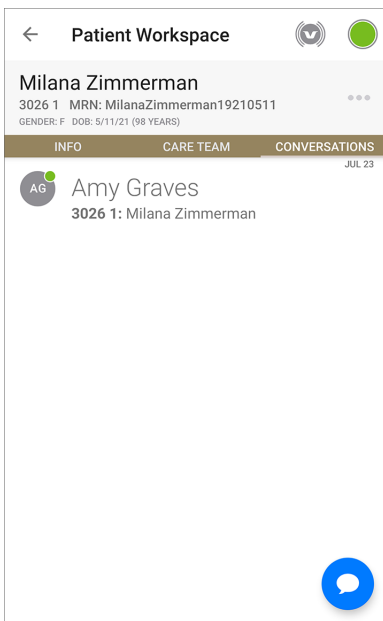 Patient Workspace
Milana Zimmerman
3026 1 MRN: MilanaZimmerman19210511
GENDER: F DOB: 5/11/21 (98 YEARS)
INFO CARE TEAM CONVERSATIONS
JUL 23
AG Amy Graves
3026 1: Milana Zimmerman